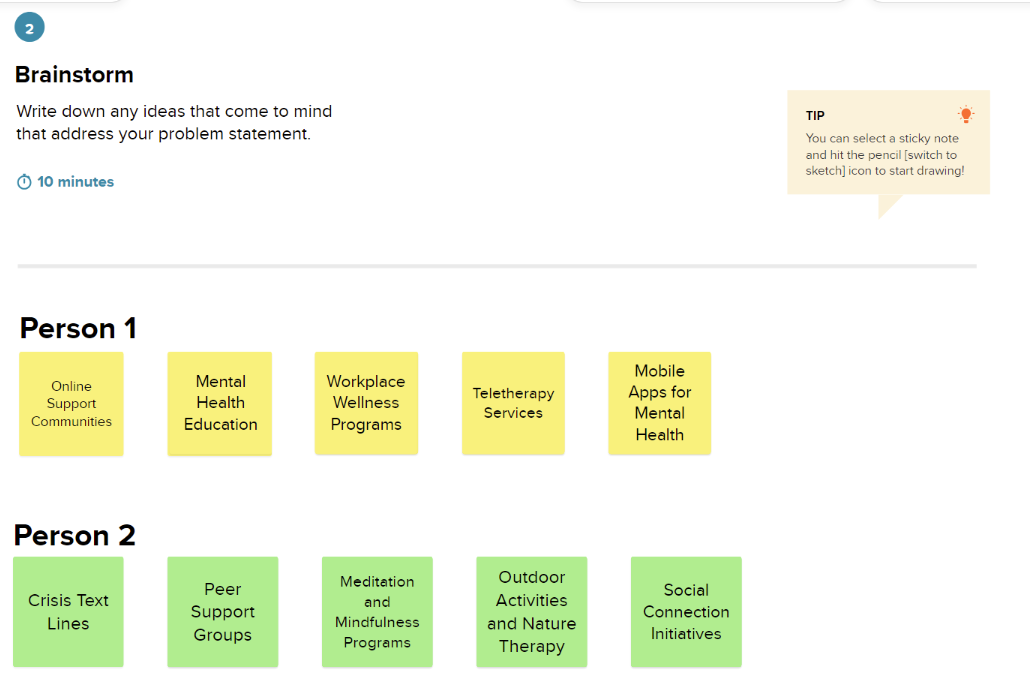 2
Brainstorm
Write down any ideas that come to mind
that address your problem statement.
10 minutes
TIP
You can select a sticky note
and hit the pencil [switch to
sketch] icon to start drawing!
Person 1
Online
Support
Communities
Mental
Health
Education
Workplace
Wellness
Programs
Teletherapy
Services
Mobile
Apps for
Mental
Health
Person 2
Crisis Text
Lines
Peer
Support
Groups
Meditation
and
Mindfulness
Programs
Outdoor
Activities
and Nature
Therapy
Social
Connection
Initiatives